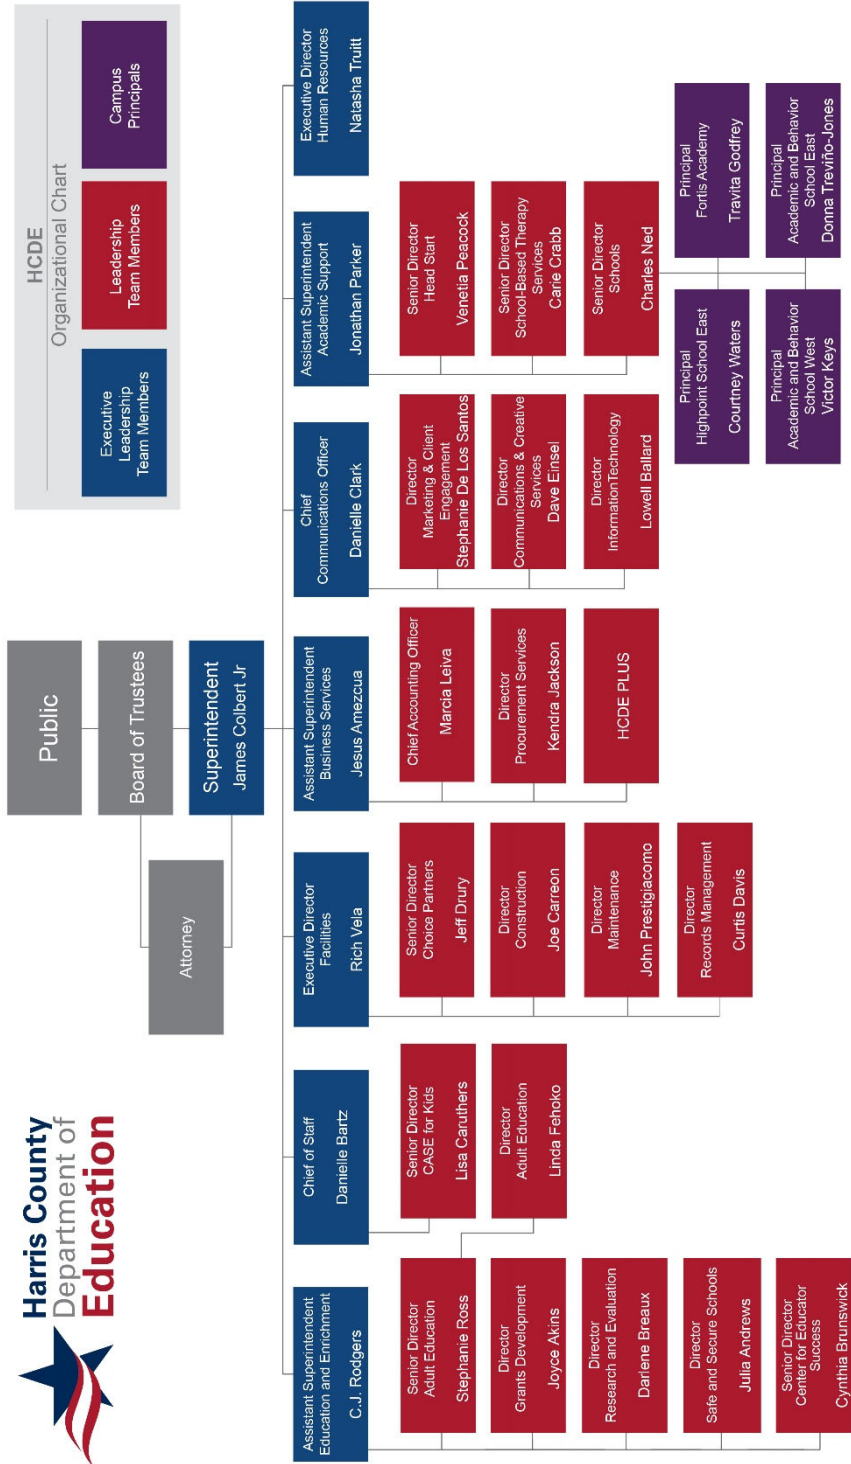 Harris County
Department of
Education
HCDE
Organizational Chart
Executive
Leadership
Team Members
Leadership
Team Members
Campus
Principals
Public
Board of Trustees
Attorney
Superintendent
James Colbert Jr
Assistant Superintendent
Education and Enrichment
C.J. Rodgers
Chief of Staff
Danielle Bartz
Executive Director
Facilities
Rich Vela
Assistant Superintendent
Business Services
Jesus Amezcua
Chief
Communications Officer
Danielle Clark
Assistant Superintendent
Academic Support
Jonathan Parker
Executive Director
Human Resources
Natasha Truitt
Senior Director
Adult Education
Stephanie Ross
Director
Grants Development
Joyce Akins
Director
Research and Evaluation
Darlene Breaux
Director
Safe and Secure Schools
Julia Andrews
Senior Director
Center for Educator
Success
Cynthia Brunswick
Senior Director
CASE for Kids
Lisa Caruthers
Director
Adult Education
Linda Fehoko
Senior Director
Choice Partners
Jeff Drury
Director
Construction
Joe Carreon
Director
Maintenance
John Prestigiacomo
Director
Records Management
Curtis Davis
Chief Accounting Officer
Marcia Leiva
Director
Procurement Services
Kendra Jackson
HCDE PLUS
Director
Marketing & Client
Engagement
Stephanie De Los Santos
Director
Communications & Creative
Services
Dave Einsel
Director
InformationTechnology
Lowell Ballard
Senior Director
Head Start
Venetia Peacock
Senior Director
School-Based Therapy
Services
Carie Crabb
Senior Director
Schools
Charles Ned
Principal
Highpoint School East
Courtney Waters
Principal
Fortis Academy
Travita Godfrey
Principal
Academic and Behavior
School West
Victor Keys
Principal
Academic and Behavior
School East
Donna Treviño-Jones